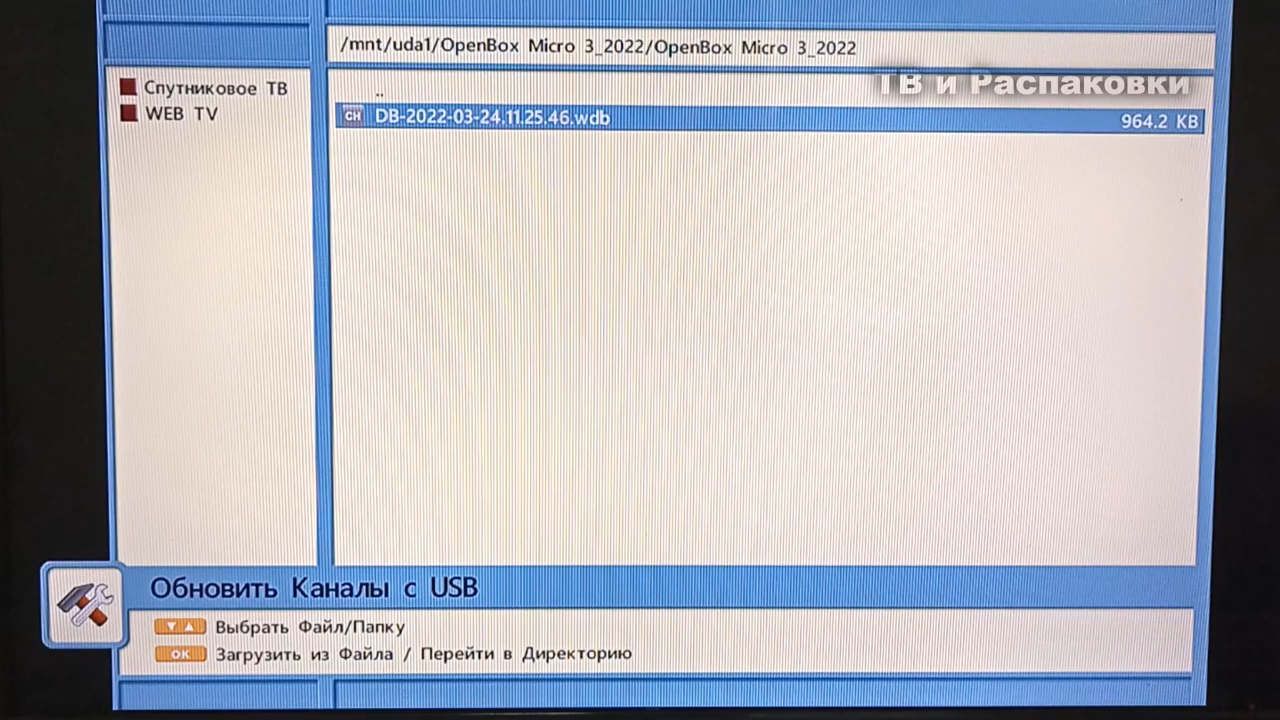 /mnt/uda1/OpenBox Micro 3_2022/OpenBox Micro 3_2022
ТВ и Распаковки
Спутниковое ТВ
WEB TV
..
CH DB-2022-03-24.11.25.46.wdb 964.2 KB
Обновить Каналы с USB
Выбрать Файл/Папку
OK Загрузить из Файла / Перейти в Директорию